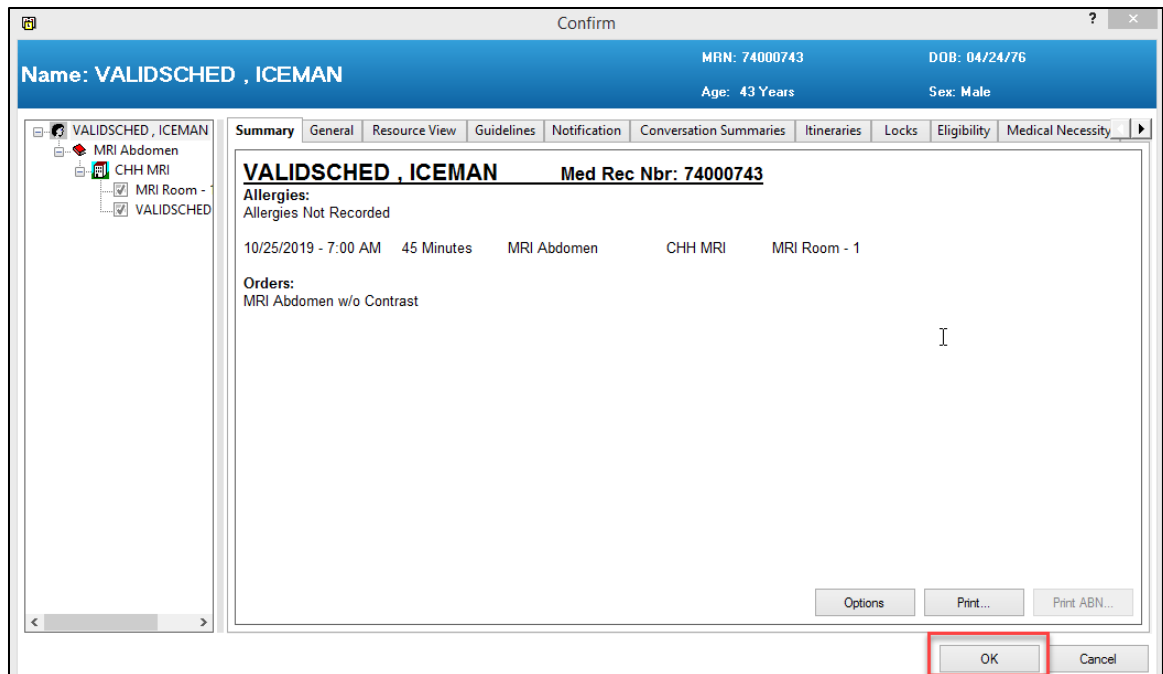 Confirm
?
Name: VALIDSCHED , ICEMAN
MRN: 74000743
DOB: 04/24/76
Age: 43 Years
Sex: Male
VALIDSCHED , ICEMAN
MRI Abdomen
CHH MRI
MRI Room -
VALIDSCHED
Summary General Resource View Guidelines Notification Conversation Summaries Itineraries Locks Eligibility Medical Necessity
VALIDSCHED , ICEMAN Med Rec Nbr: 74000743
Allergies:
Allergies Not Recorded
10/25/2019 - 7:00 AM 45 Minutes MRI Abdomen CHH MRI MRI Room - 1
Orders:
MRI Abdomen w/o Contrast
Options Print... Print ABN...
OK Cancel